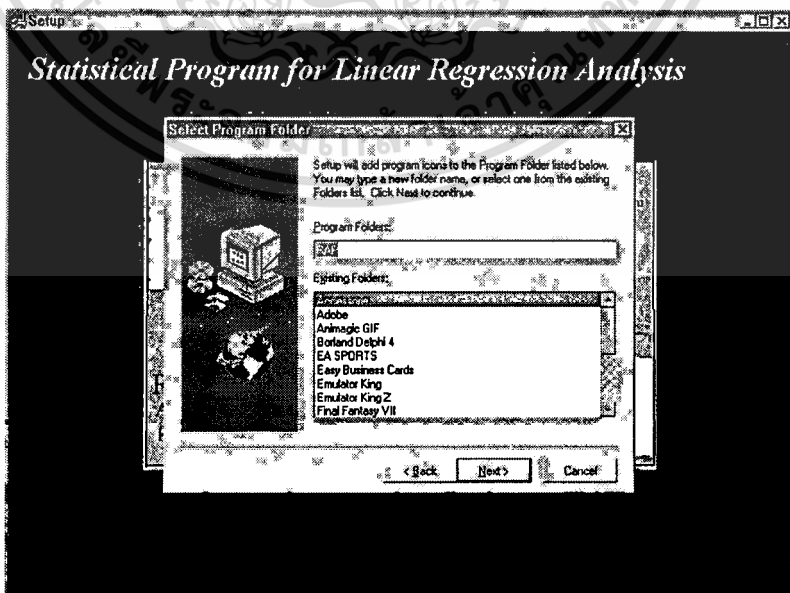 Setup
Statistical Program for Linear Regression Analysis
Select Program Folder
Setup will add program icons to the Program Folder listed below.
You may type a new folder name, or select one from the existing
Folders list. Click Next to continue.
Program Folders:
Existing Folders:
Adobe
Animagic GIF
Borland Delphi 4
EA SPORTS
Easy Business Cards
Emulator King
Emulator King Z
Final Fantasy VII
< Back
Next >
Cancel